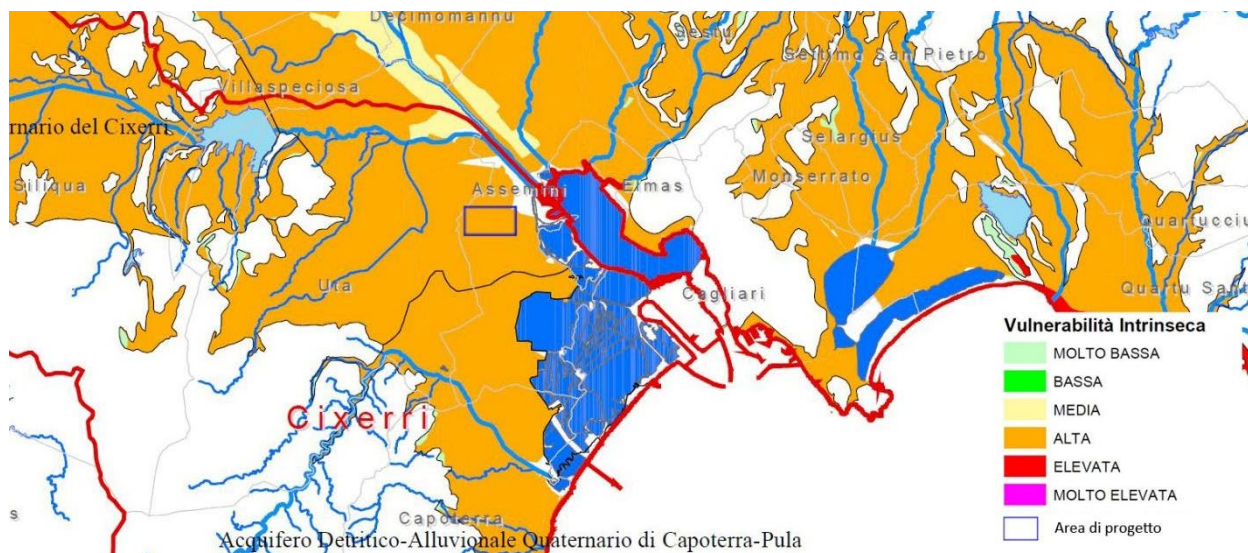 Decimomannu
Sestu
Settimo San Pietro
Villaspeciosa
rnario del Cixerri
Selargius
Siliqua
Assemini
Elmas
Monserrato
Quartucciu
Uta
Cagliari
Quartu Sant
Vulnerabilità Intrinseca
MOLTO BASSA
BASSA
MEDIA
ALTA
ELEVATA
MOLTO ELEVATA
Area di progetto
Cixerri
s
Capoterra
Acquifero Detritico-Alluvionale Quaternario di Capoterra-Pula